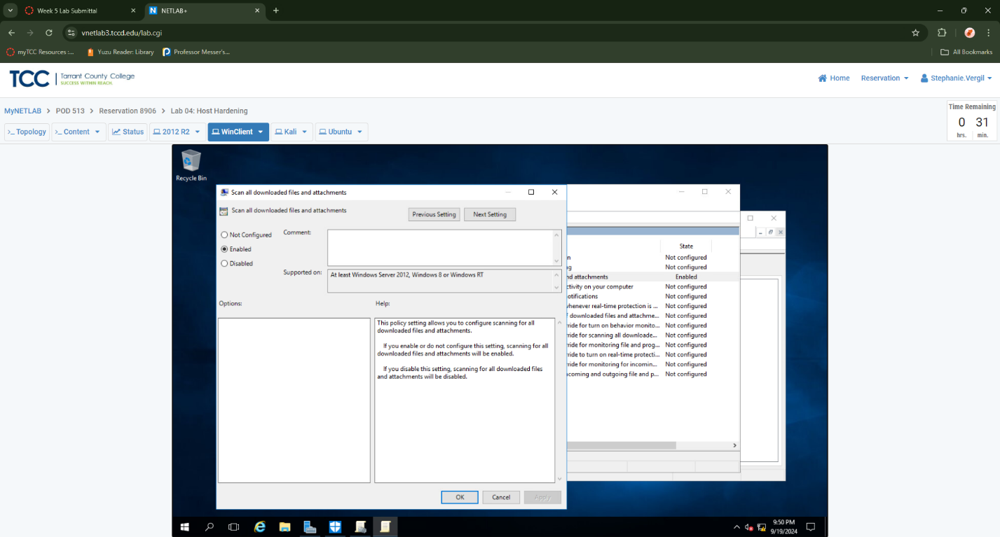 Week 5 Lab Submittal
NETLAB+
vnetlab3.tccd.edu/lab.cgi
myTCC Resources :...
Yuzu Reader: Library
Professor Messer's...
All Bookmarks
TCC
Tarrant County College
SUCCESS WITHIN REACH.
Home
Reservation
Stephanie.Vergil
MyNETLAB > POD 513 > Reservation 8906 > Lab 04: Host Hardening
Time Remaining
0 31
hrs. min.
>_ Topology
>_ Content
Status
2012 R2
WinClient
Kali
Ubuntu
Recycle Bin
Scan all downloaded files and attachments
Scan all downloaded files and attachments
Previous Setting
Next Setting
Not Configured
Enabled
Disabled
Comment:
Supported on:
At least Windows Server 2012, Windows 8 or Windows RT
Options:
Help:
This policy setting allows you to configure scanning for all
downloaded files and attachments.
If you enable or do not configure this setting, scanning for all
downloaded files and attachments will be enabled.
If you disable this setting, scanning for all downloaded files
and attachments will be disabled.
OK
Cancel
Apply
State
n Not configured
g Not configured
nd attachments Enabled
ctivity on your computer Not configured
otifications Not configured
whenever real-time protection is ... Not configured
f downloaded files and attachme... Not configured
ride for turn on behavior monito... Not configured
ride for scanning all downloade... Not configured
ride for monitoring file and prog... Not configured
ride to turn on real-time protecti... Not configured
ride for monitoring for incomin... Not configured
coming and outgoing file and p... Not configured
9:50 PM
9/19/2024